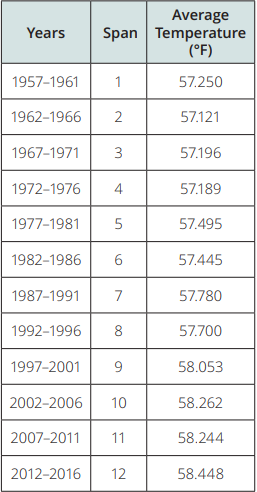 Years Span Average Temperature (°F)
1957–1961 1 57.250
1962–1966 2 57.121
1967–1971 3 57.196
1972–1976 4 57.189
1977–1981 5 57.495
1982–1986 6 57.445
1987–1991 7 57.780
1992–1996 8 57.700
1997–2001 9 58.053
2002–2006 10 58.262
2007–2011 11 58.244
2012–2016 12 58.448